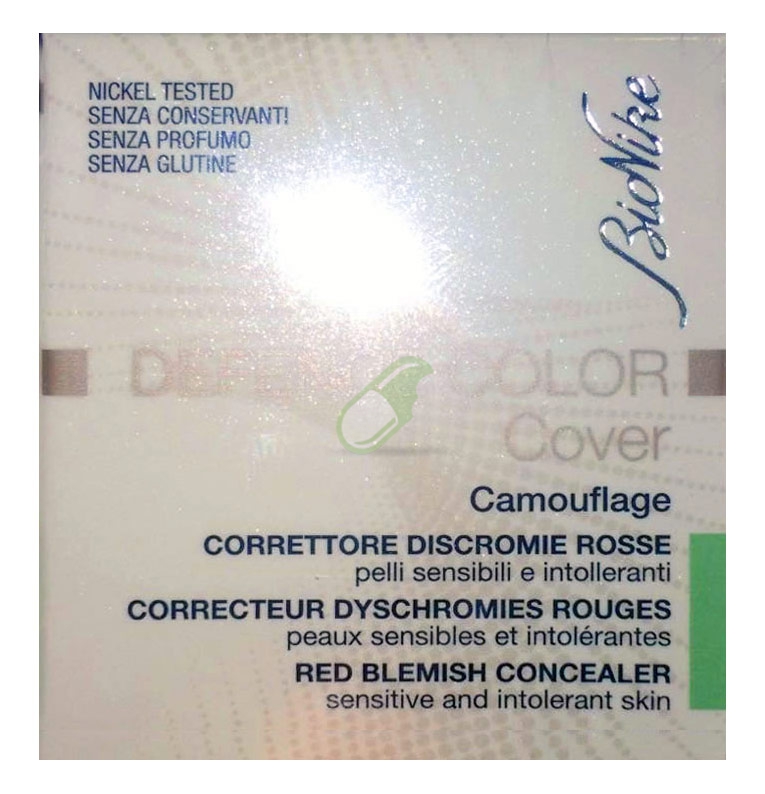 NICKEL TESTED
SENZA CONSERVANTI
SENZA PROFUMO
SENZA GLUTINE
BioNike
COLOR
Cover
Camouflage
CORRETTORE DISCROMIE ROSSE
pelli sensibili e intolleranti
CORRECTEUR DYSCHROMIES ROUGES
peaux sensibles et intolérantes
RED BLEMISH CONCEALER
sensitive and intolerant skin